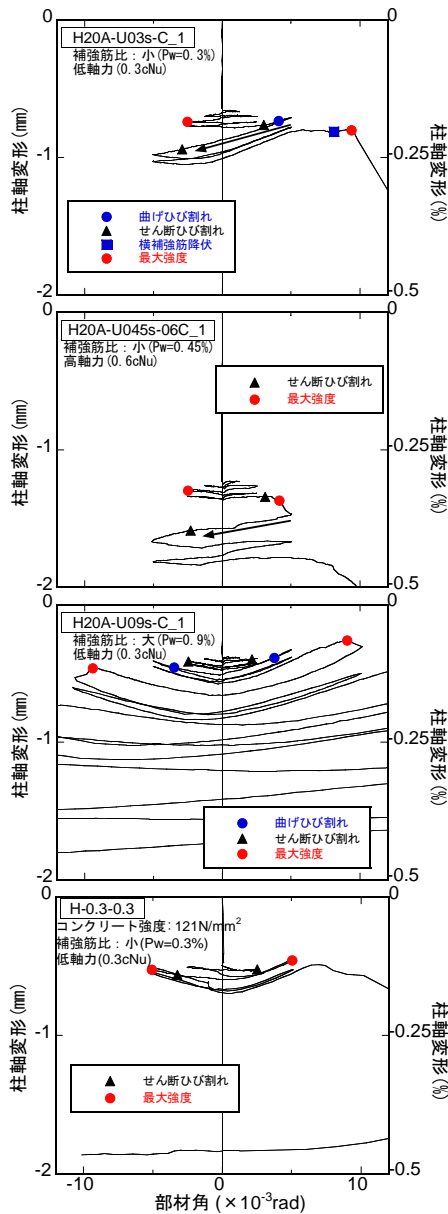 H20A-U03s-C_1
補強筋比：小(Pw=0.3%)
低軸力(0.3cNu)
0
-1
-2
柱軸変形(mm)
0
-0.25
-0.5
柱軸変形(%)
曲げひび割れ
せん断ひび割れ
横補強筋降伏
最大強度
H20A-U045s-06C_1
補強筋比：小(Pw=0.45%)
高軸力(0.6cNu)
0
-1
-2
柱軸変形(mm)
0
-0.25
-0.5
柱軸変形(%)
せん断ひび割れ
最大強度
H20A-U09s-C_1
補強筋比：大(Pw=0.9%)
低軸力(0.3cNu)
0
-1
-2
柱軸変形(mm)
0
-0.25
-0.5
柱軸変形(%)
曲げひび割れ
せん断ひび割れ
最大強度
H-0.3-0.3
コンクリート強度：121N/mm²
補強筋比：小(Pw=0.3%)
低軸力(0.3cNu)
0
-1
-2
柱軸変形(mm)
0
-0.25
-0.5
柱軸変形(%)
せん断ひび割れ
最大強度
-10 0 10
部材角(×10⁻³rad)